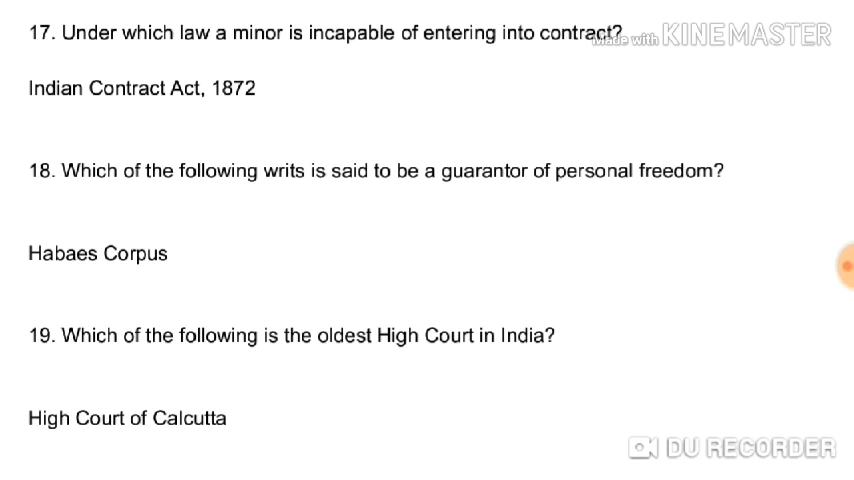 17. Under which law a minor is incapable of entering into contract?
Made with KINEMASTER
Indian Contract Act, 1872
18. Which of the following writs is said to be a guarantor of personal freedom?
Habaes Corpus
19. Which of the following is the oldest High Court in India?
High Court of Calcutta
DU RECORDER